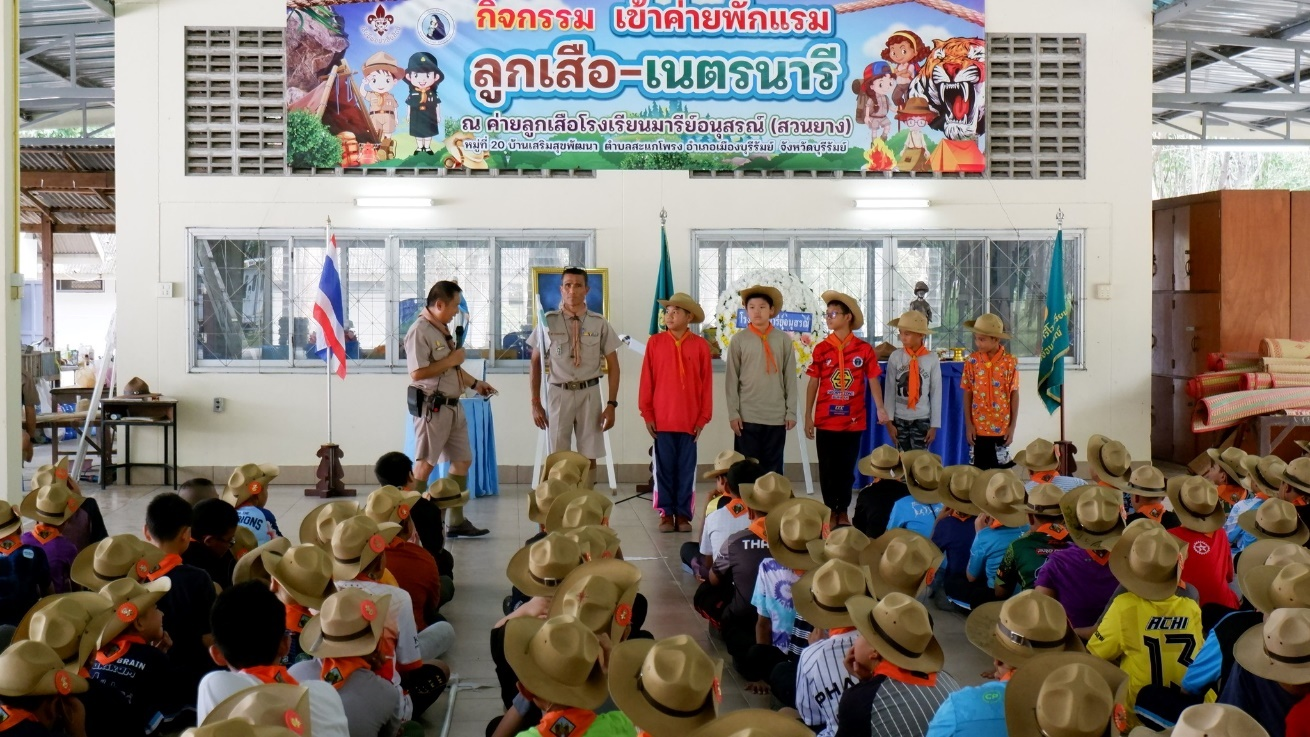 กิจกรรม เข้าค่ายพักแรม
ลูกเสือ-เนตรนารี
ณ ค่ายลูกเสือโรงเรียนมารีย์อนุสรณ์ (สวนยาง)
หมู่ที่ 20 บ้านเสริมสุขพัฒนา ตำบลสะแกโพรง อำเภอเมืองบุรีรัมย์ จังหวัดบุรีรัมย์
ACHI
13
THA
PHA